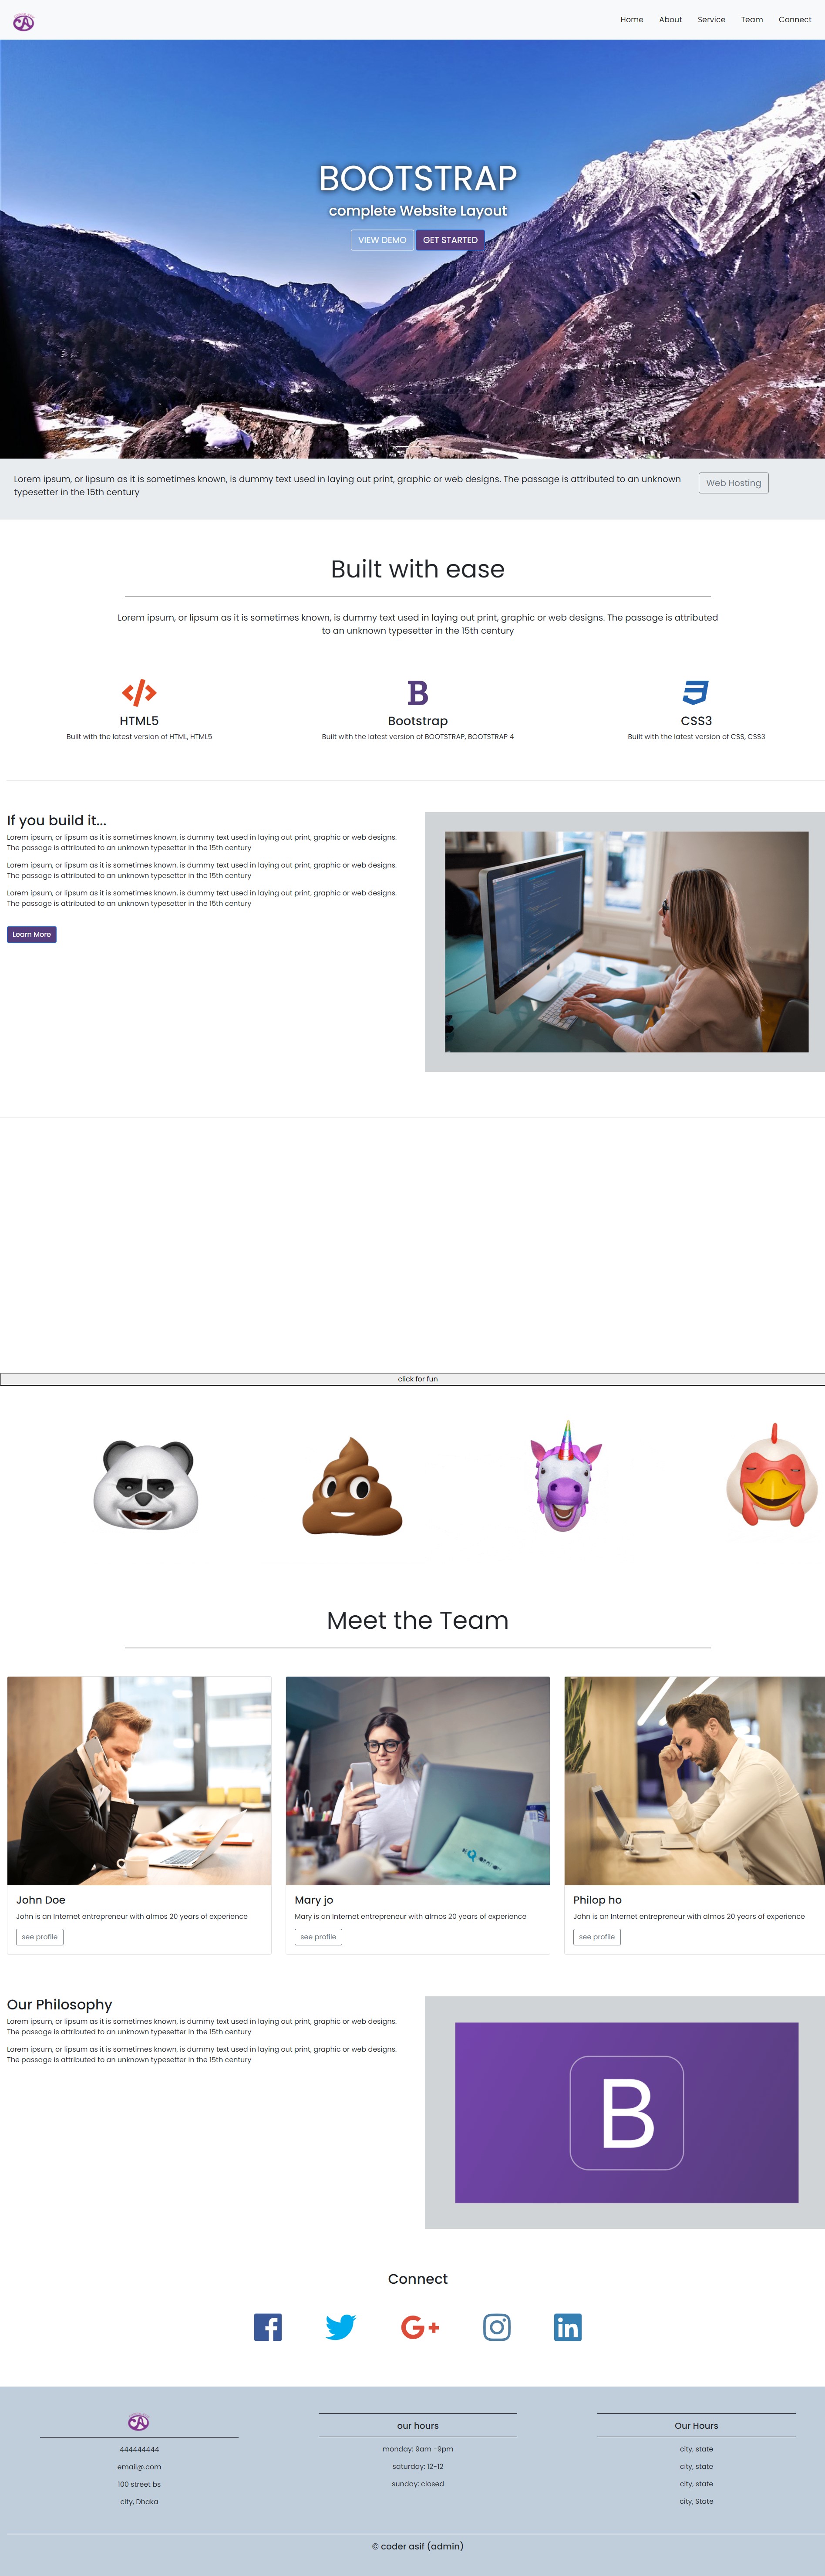 CA
Home About Service Team Connect
BOOTSTRAP
complete Website Layout
VIEW DEMO GET STARTED
Lorem ipsum, or lipsum as it is sometimes known, is dummy text used in laying out print, graphic or web designs. The passage is attributed to an unknown
typesetter in the 15th century
Web Hosting
Built with ease
Lorem ipsum, or lipsum as it is sometimes known, is dummy text used in laying out print, graphic or web designs. The passage is attributed
to an unknown typesetter in the 15th century
HTML5
Built with the latest version of HTML, HTML5
B
Bootstrap
Built with the latest version of BOOTSTRAP, BOOTSTRAP 4
CSS3
Built with the latest version of CSS, CSS3
If you build it...
Lorem ipsum, or lipsum as it is sometimes known, is dummy text used in laying out print, graphic or web designs.
The passage is attributed to an unknown typesetter in the 15th century
Lorem ipsum, or lipsum as it is sometimes known, is dummy text used in laying out print, graphic or web designs.
The passage is attributed to an unknown typesetter in the 15th century
Lorem ipsum, or lipsum as it is sometimes known, is dummy text used in laying out print, graphic or web designs.
The passage is attributed to an unknown typesetter in the 15th century
Learn More
click for fun
Meet the Team
John Doe
John is an Internet entrepreneur with almos 20 years of experience
see profile
Mary jo
Mary is an Internet entrepreneur with almos 20 years of experience
see profile
Philop ho
John is an Internet entrepreneur with almos 20 years of experience
see profile
Our Philosophy
Lorem ipsum, or lipsum as it is sometimes known, is dummy text used in laying out print, graphic or web designs.
The passage is attributed to an unknown typesetter in the 15th century
Lorem ipsum, or lipsum as it is sometimes known, is dummy text used in laying out print, graphic or web designs.
The passage is attributed to an unknown typesetter in the 15th century
B
Connect
f
G+
in
CA
444444444
email@.com
100 street bs
city, Dhaka
our hours
monday: 9am -9pm
saturday: 12-12
sunday: closed
Our Hours
city, state
city, state
city, state
city, State
© coder asif (admin)